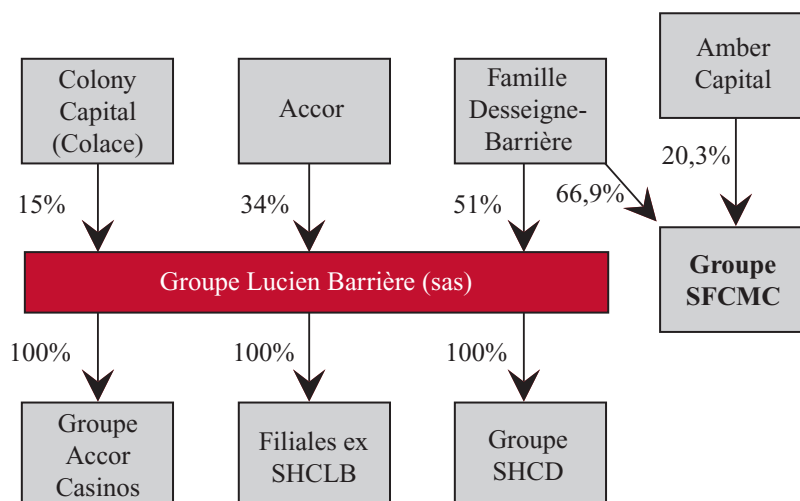 Colony
Capital
(Colace)
Accor
Famille
Desseigne-
Barrière
Amber
Capital
15%
34%
51%
66,9%
20,3%
Groupe Lucien Barrière (sas)
Groupe
SFCMC
100%
100%
100%
Groupe
Accor
Casinos
Filiales ex
SHCLB
Groupe
SHCD